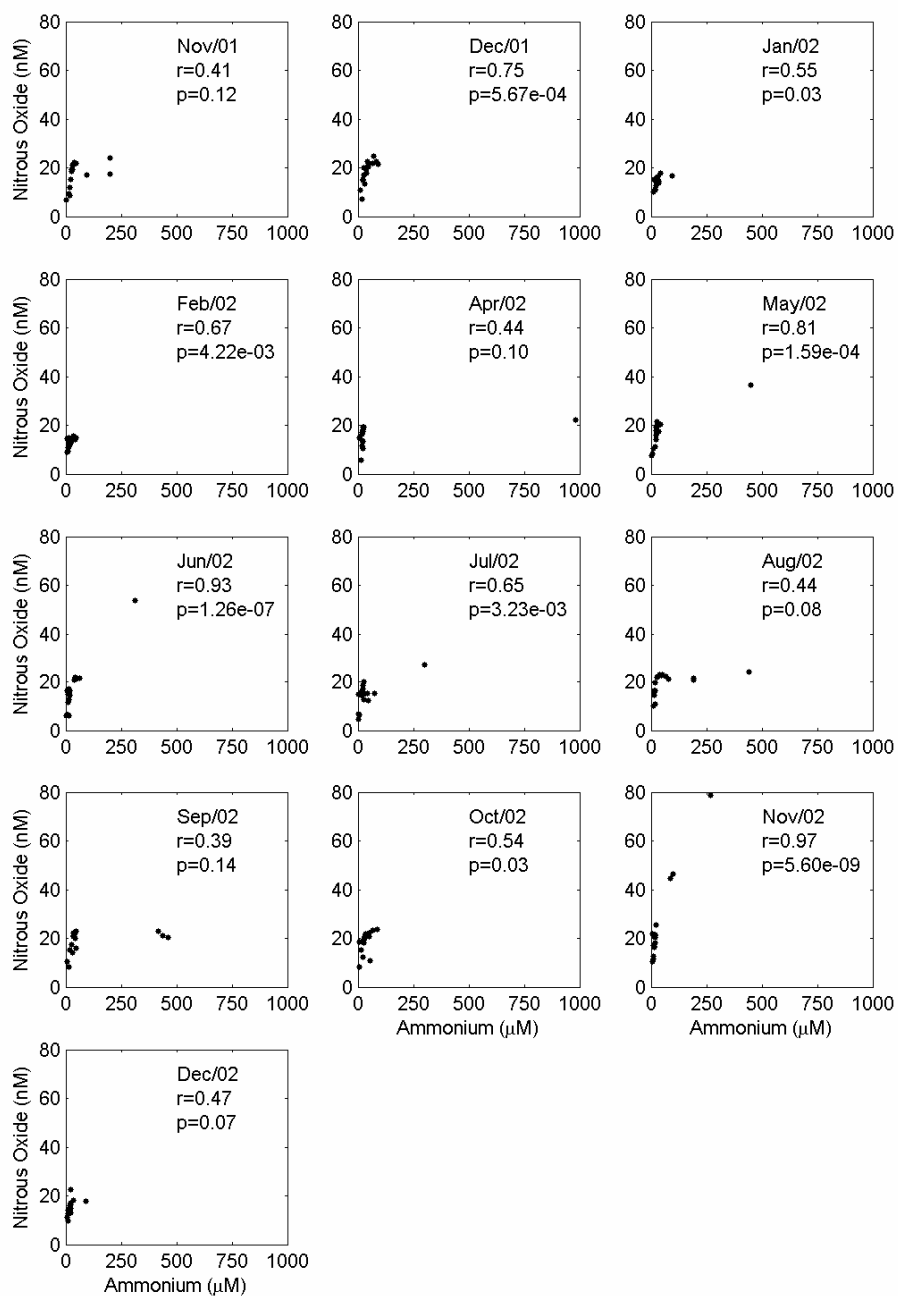 80
60
40
20
0
Nitrous Oxide (nM)
Nov/01
r=0.41
p=0.12
0 250 500 750 1000
80
60
40
20
0
Dec/01
r=0.75
p=5.67e-04
0 250 500 750 1000
80
60
40
20
0
Jan/02
r=0.55
p=0.03
0 250 500 750 1000
80
60
40
20
0
Nitrous Oxide (nM)
Feb/02
r=0.67
p=4.22e-03
0 250 500 750 1000
80
60
40
20
0
Apr/02
r=0.44
p=0.10
0 250 500 750 1000
80
60
40
20
0
May/02
r=0.81
p=1.59e-04
0 250 500 750 1000
80
60
40
20
0
Nitrous Oxide (nM)
Jun/02
r=0.93
p=1.26e-07
0 250 500 750 1000
80
60
40
20
0
Jul/02
r=0.65
p=3.23e-03
0 250 500 750 1000
80
60
40
20
0
Aug/02
r=0.44
p=0.08
0 250 500 750 1000
80
60
40
20
0
Nitrous Oxide (nM)
Sep/02
r=0.39
p=0.14
0 250 500 750 1000
80
60
40
20
0
Oct/02
r=0.54
p=0.03
0 250 500 750 1000
Ammonium (μM)
80
60
40
20
0
Nov/02
r=0.97
p=5.60e-09
0 250 500 750 1000
Ammonium (μM)
80
60
40
20
0
Nitrous Oxide (nM)
Dec/02
r=0.47
p=0.07
0 250 500 750 1000
Ammonium (μM)